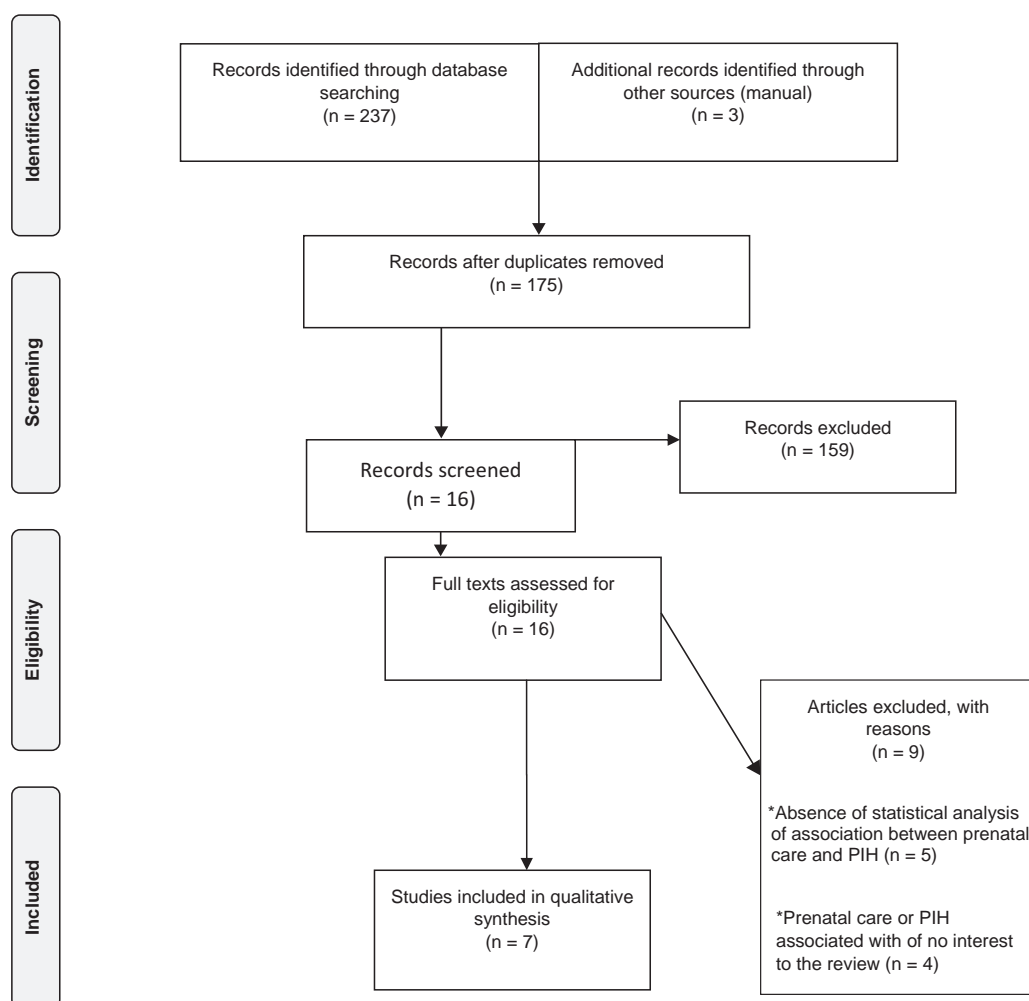 Identification
Records identified through database
searching
(n = 237)
Additional records identified through
other sources (manual)
(n = 3)
Records after duplicates removed
(n = 175)
Screening
Records excluded
(n = 159)
Records screened
(n = 16)
Eligibility
Full texts assessed for
eligibility
(n = 16)
Articles excluded, with
reasons
(n = 9)
*Absence of statistical analysis
of association between prenatal
care and PIH (n = 5)
*Prenatal care or PIH
associated with of no interest
to the review (n = 4)
Included
Studies included in qualitative
synthesis
(n = 7)